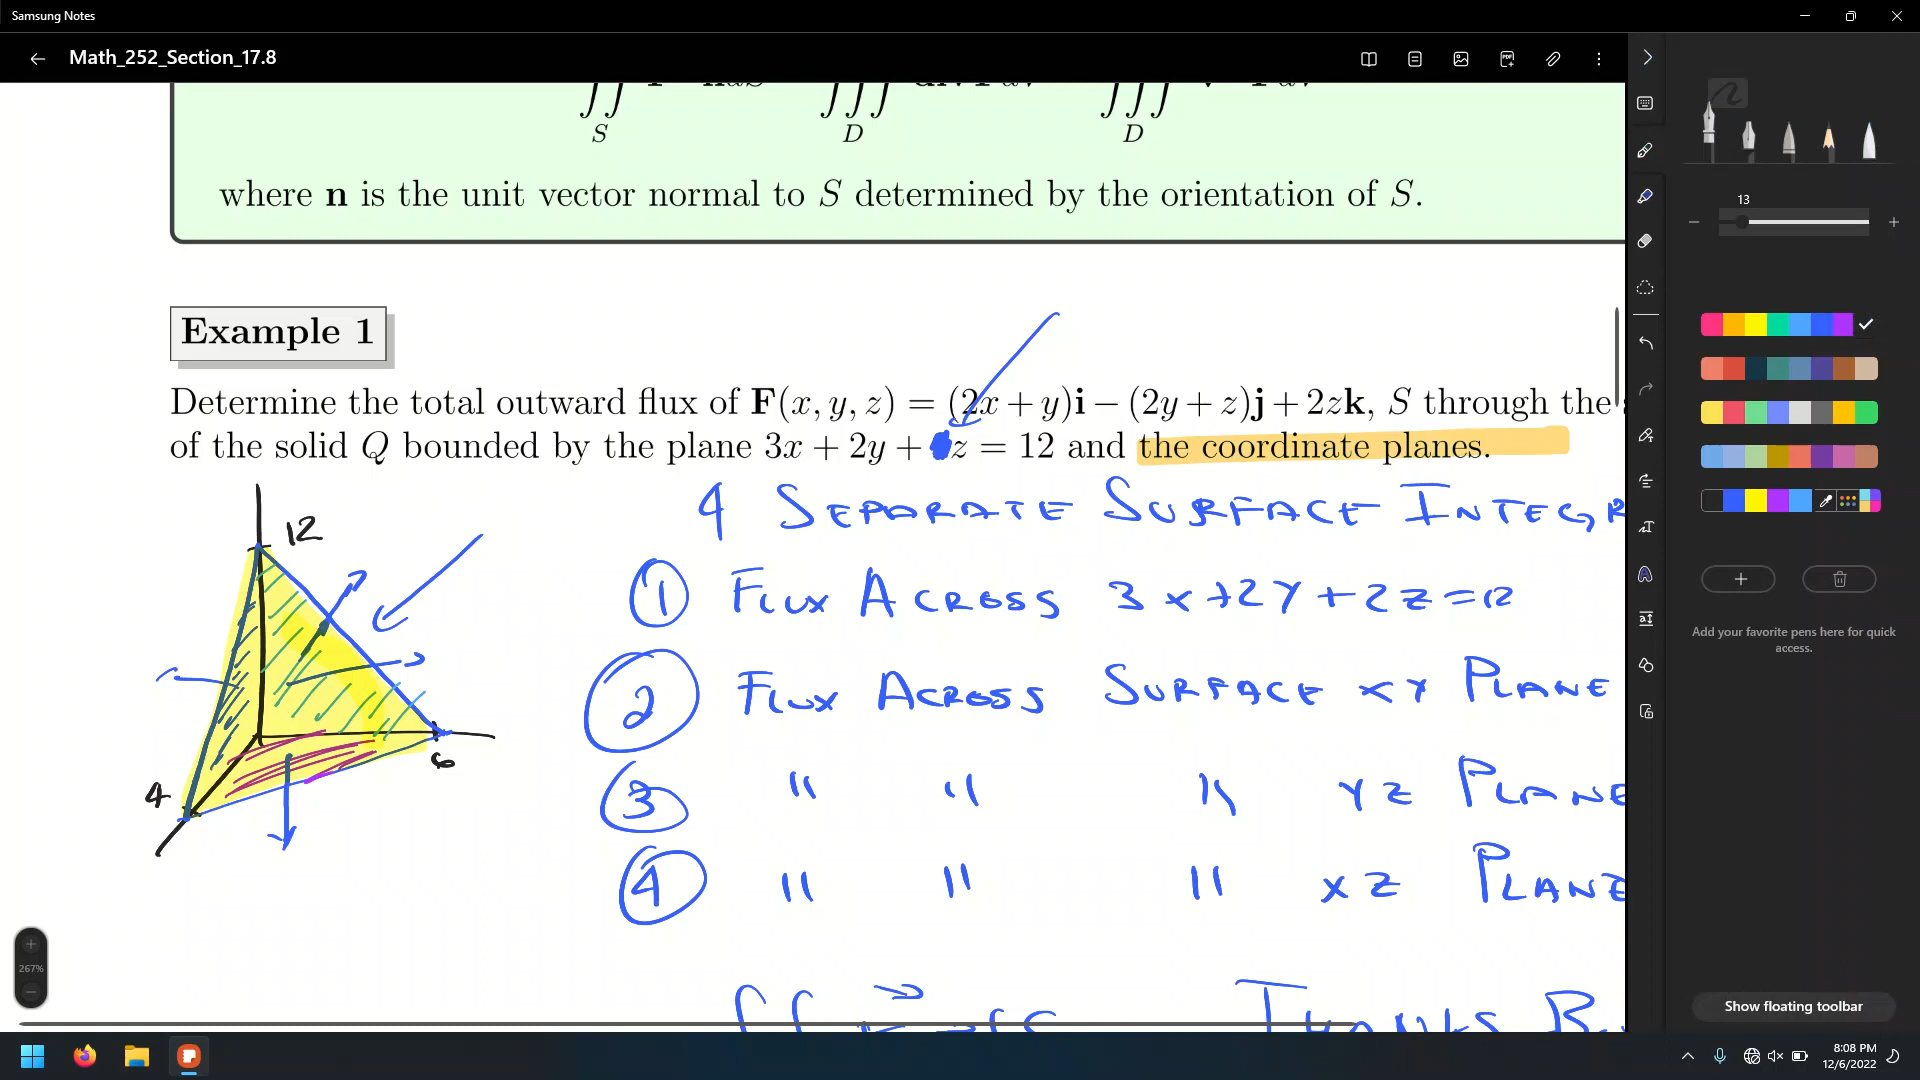 Samsung Notes
Math_252_Section_17.8
S D D
where n is the unit vector normal to S determined by the orientation of S.
Example 1
Determine the total outward flux of F(x, y, z) = (2x + y)i − (2y + z)j + 2zk, S through the
of the solid Q bounded by the plane 3x + 2y + z = 12 and the coordinate planes.
12
4
6
4 SEPARATE SURFACE INTEGR
1 FLUX ACROSS 3x+2y+2z=12
2 FLUX ACROSS SURFACE XY PLANE
3 " " " YZ PLANE
4 " " " XZ PLANE
13
Add your favorite pens here for quick
access.
Show floating toolbar
267%
8:08 PM
12/6/2022